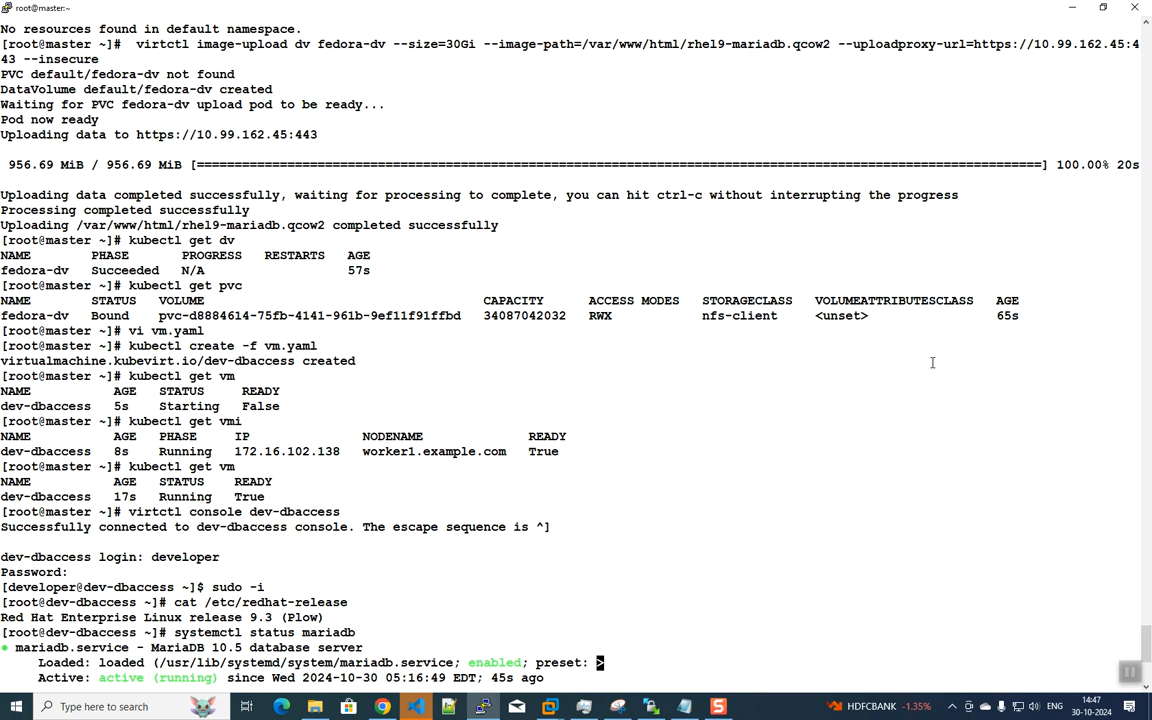 root@master:~
No resources found in default namespace.
[root@master ~]#  virtctl image-upload dv fedora-dv --size=30Gi --image-path=/var/www/html/rhel9-mariadb.qcow2 --uploadproxy-url=https://10.99.162.45:4
43 --insecure
PVC default/fedora-dv not found
DataVolume default/fedora-dv created
Waiting for PVC fedora-dv upload pod to be ready...
Pod now ready
Uploading data to https://10.99.162.45:443
956.69 MiB / 956.69 MiB [==============================================================================================================] 100.00% 20s
Uploading data completed successfully, waiting for processing to complete, you can hit ctrl-c without interrupting the progress
Processing completed successfully
Uploading /var/www/html/rhel9-mariadb.qcow2 completed successfully
[root@master ~]# kubectl get dv
NAME        PHASE       PROGRESS   RESTARTS   AGE
fedora-dv   Succeeded   N/A                   57s
[root@master ~]# kubectl get pvc
NAME        STATUS   VOLUME                                     CAPACITY      ACCESS MODES   STORAGECLASS   VOLUMEATTRIBUTESCLASS   AGE
fedora-dv   Bound    pvc-d8884614-75fb-4141-961b-9ef11f91ffbd   34087042032   RWX            nfs-client     <unset>                 65s
[root@master ~]# vi vm.yaml
[root@master ~]# kubectl create -f vm.yaml
virtualmachine.kubevirt.io/dev-dbaccess created
[root@master ~]# kubectl get vm
NAME           AGE   STATUS     READY
dev-dbaccess   5s    Starting   False
[root@master ~]# kubectl get vmi
NAME           AGE   PHASE     IP               NODENAME              READY
dev-dbaccess   8s    Running   172.16.102.138   worker1.example.com   True
[root@master ~]# kubectl get vm
NAME           AGE   STATUS    READY
dev-dbaccess   17s   Running   True
[root@master ~]# virtctl console dev-dbaccess
Successfully connected to dev-dbaccess console. The escape sequence is ^]
dev-dbaccess login: developer
Password:
[developer@dev-dbaccess ~]$ sudo -i
[root@dev-dbaccess ~]# cat /etc/redhat-release
Red Hat Enterprise Linux release 9.3 (Plow)
[root@dev-dbaccess ~]# systemctl status mariadb
● mariadb.service - MariaDB 10.5 database server
Loaded: loaded (/usr/lib/systemd/system/mariadb.service; enabled; preset: >
Active: active (running) since Wed 2024-10-30 05:16:49 EDT; 45s ago
Type here to search
HDFCBANK -1.35%
ENG
14:47
30-10-2024